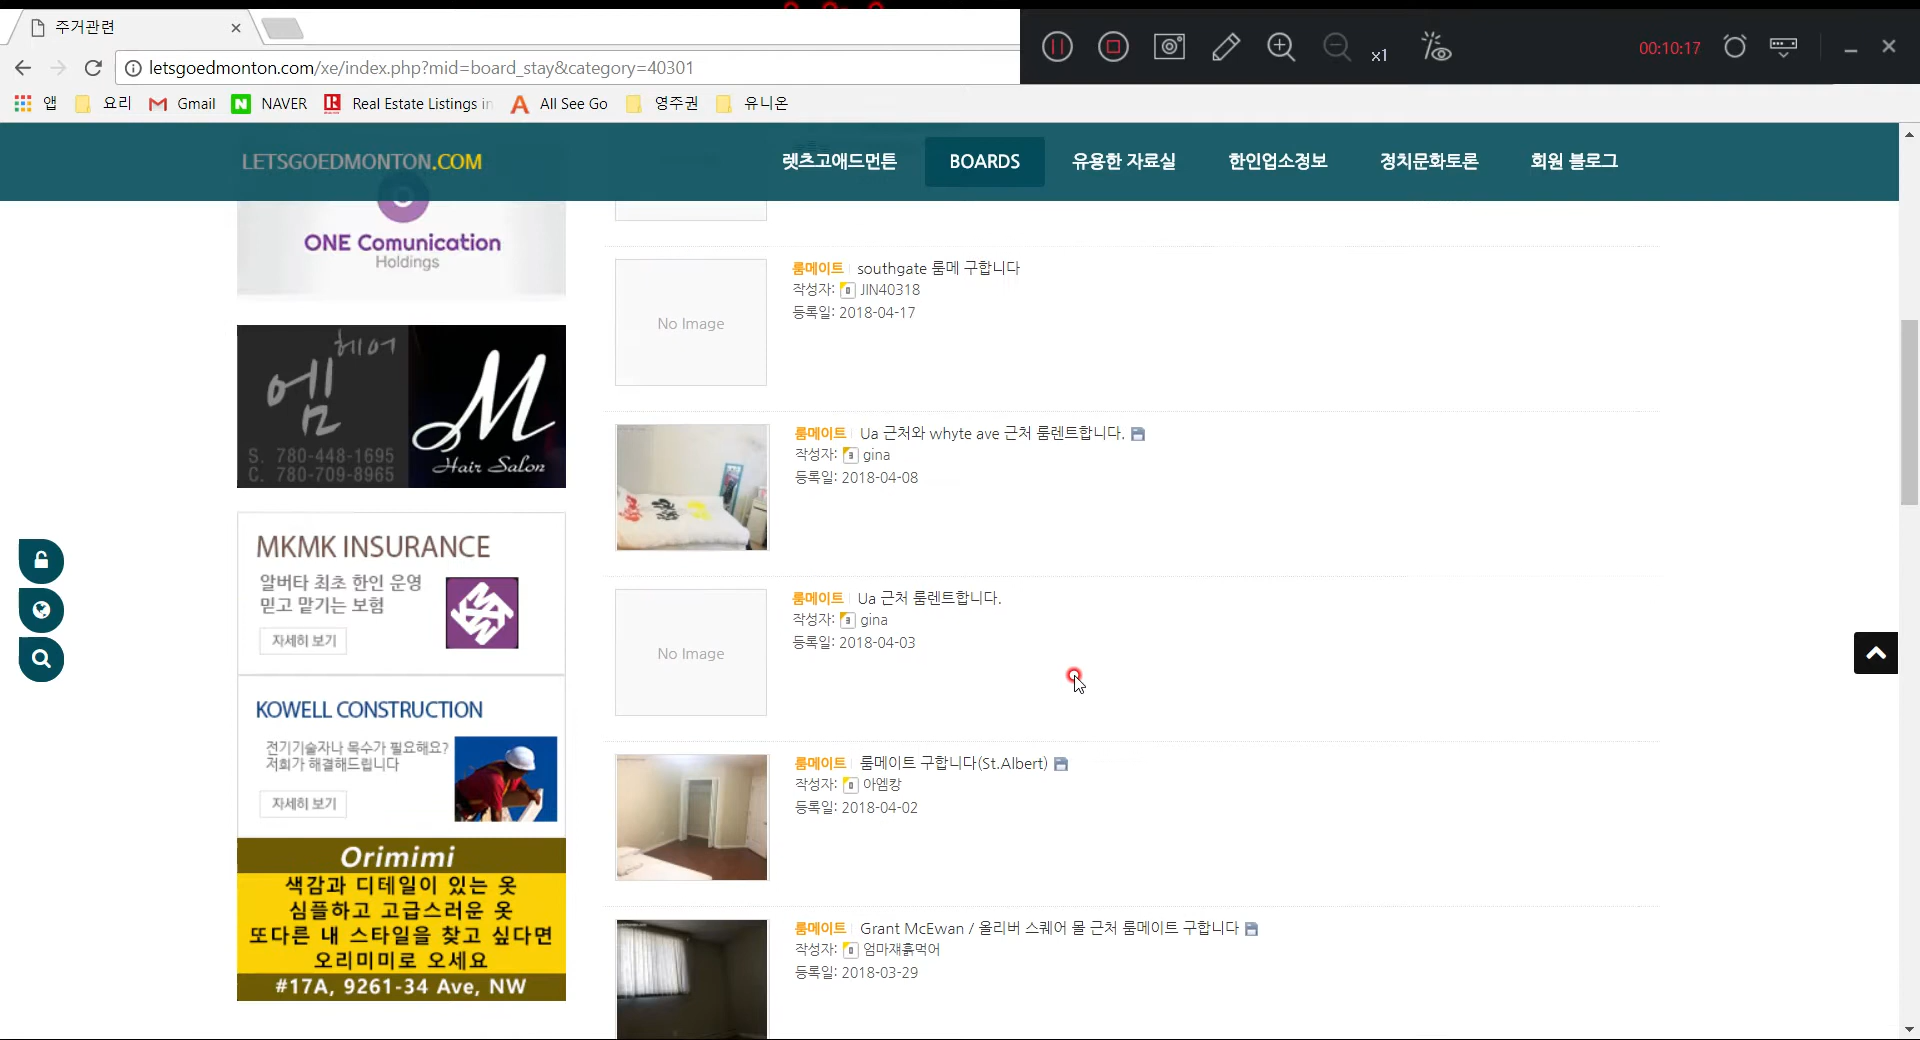 주거관련
letsgoedmonton.com/xe/index.php?mid=board_stay&category=40301
x1
00:10:17
앱 요리 Gmail NAVER Real Estate Listings in All See Go 영주권 유니온
LETSGOEDMONTON.COM
렛츠고애드먼튼 BOARDS 유용한 자료실 한인업소정보 정치문화토론 회원 블로그
ONE Comunication
Holdings
헤어
엠
M
Hair Salon
S. 780-448-1695
C. 780-709-8965
MKMK INSURANCE
알버타 최초 한인 운영
믿고 맡기는 보험
자세히 보기
KOWELL CONSTRUCTION
전기기술자나 목수가 필요해요?
저희가 해결해드립니다
자세히 보기
Orimimi
색감과 디테일이 있는 옷
심플하고 고급스러운 옷
또다른 내 스타일을 찾고 싶다면
오리미미로 오세요
#17A, 9261-34 Ave, NW
No Image
룸메이트 southgate 룸메 구합니다
작성자: JIN40318
등록일: 2018-04-17
룸메이트 Ua 근처와 whyte ave 근처 룸렌트합니다.
작성자: gina
등록일: 2018-04-08
No Image
룸메이트 Ua 근처 룸렌트합니다.
작성자: gina
등록일: 2018-04-03
룸메이트 룸메이트 구합니다(St.Albert)
작성자: 아엠캉
등록일: 2018-04-02
룸메이트 Grant McEwan / 올리버 스퀘어 몰 근처 룸메이트 구합니다
작성자: 엄마쟤흙먹어
등록일: 2018-03-29